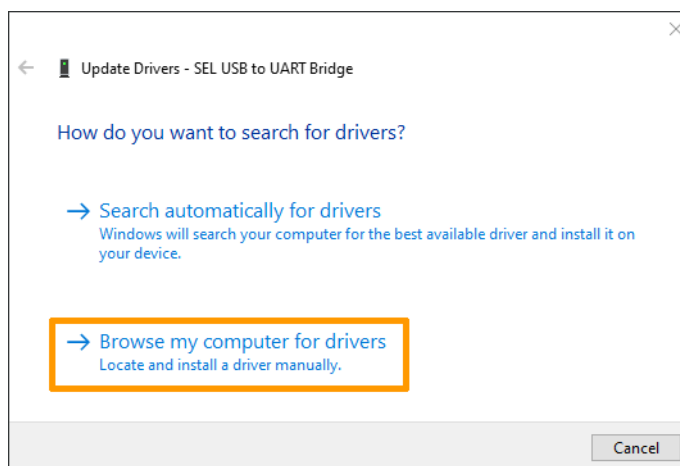 Update Drivers - SEL USB to UART Bridge
How do you want to search for drivers?
Search automatically for drivers
Windows will search your computer for the best available driver and install it on
your device.
Browse my computer for drivers
Locate and install a driver manually.
Cancel